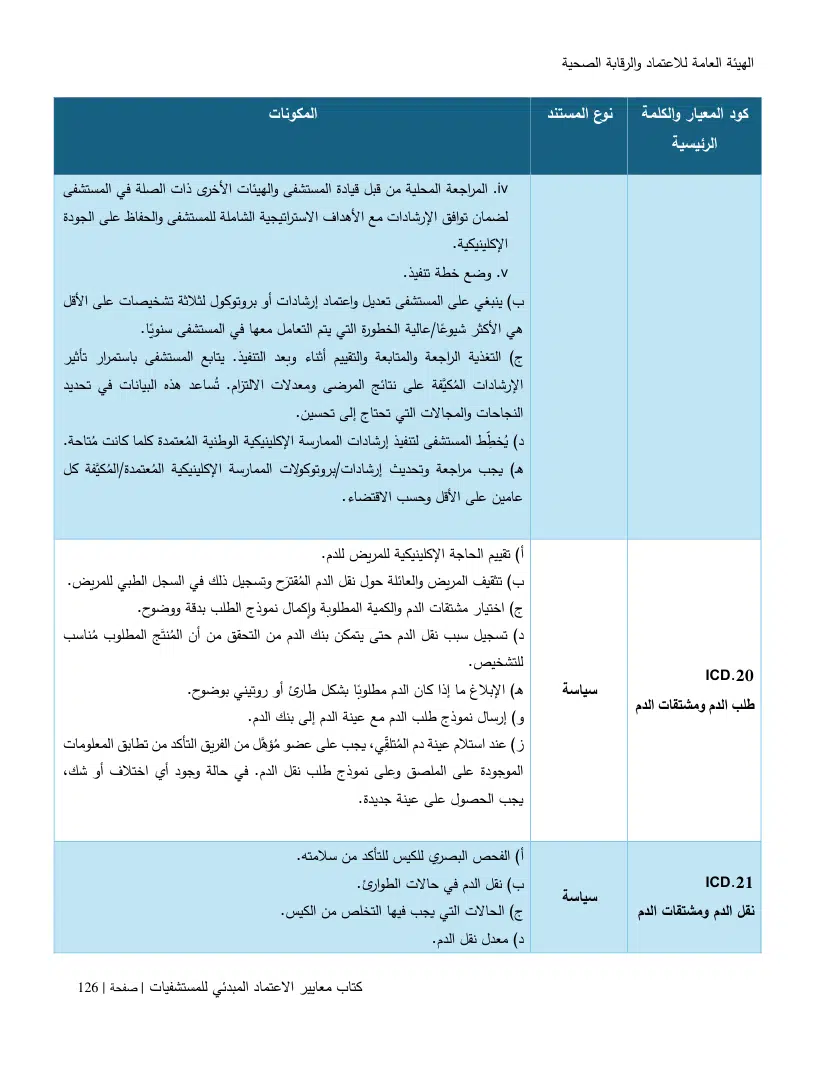 الهيئة العامة للاعتماد والرقابة الصحية
كود المعيار والكلمة الرئيسية
نوع المستند
المكونات
iv. المراجعة المحلية من قبل قيادة المستشفى والهيئات الأخرى ذات الصلة في المستشفى
لضمان توافق الإرشادات مع الأهداف الاستراتيجية الشاملة للمستشفى والحفاظ على الجودة
الإكلينيكية.
v. وضع خطة تنفيذ.
ب) ينبغي على المستشفى تعديل واعتماد إرشادات أو بروتوكول لثلاثة تشخيصات على الأقل
هي الأكثر شيوعًا/عالية الخطورة التي يتم التعامل معها في المستشفى سنويًا.
ج) التغذية الراجعة والمتابعة والتقييم أثناء وبعد التنفيذ. يتابع المستشفى باستمرار تأثير
الإرشادات المُكيَّفة على نتائج المرضى ومعدلات الالتزام. تُساعد هذه البيانات في تحديد
النجاحات والمجالات التي تحتاج إلى تحسين.
د) يُخطِّط المستشفى لتنفيذ إرشادات الممارسة الإكلينيكية الوطنية المُعتمدة كلما كانت مُتاحة.
ه) يجب مراجعة وتحديث إرشادات/بروتوكولات الممارسة الإكلينيكية المُعتمدة/المُكيَّفة كل
عامين على الأقل وحسب الاقتضاء.
ICD.20
طلب الدم ومشتقات الدم
سياسة
أ) تقييم الحاجة الإكلينيكية للمريض للدم.
ب) تثقيف المريض والعائلة حول نقل الدم المُقترَح وتسجيل ذلك في السجل الطبي للمريض.
ج) اختيار مشتقات الدم والكمية المطلوبة وإكمال نموذج الطلب بدقة ووضوح.
د) تسجيل سبب نقل الدم حتى يتمكن بنك الدم من التحقق من أن المُنتَج المطلوب مُناسب
للتشخيص.
ه) الإبلاغ ما إذا كان الدم مطلوبًا بشكل طارئ أو روتيني بوضوح.
و) إرسال نموذج طلب الدم مع عينة الدم إلى بنك الدم.
ز) عند استلام عينة دم المُتلقِّي، يجب على عضو مُؤهَّل من الفريق التأكد من تطابق المعلومات
الموجودة على الملصق وعلى نموذج طلب نقل الدم. في حالة وجود أي اختلاف أو شك،
يجب الحصول على عينة جديدة.
ICD.21
نقل الدم ومشتقات الدم
سياسة
أ) الفحص البصري للكيس للتأكد من سلامته.
ب) نقل الدم في حالات الطوارئ.
ج) الحالات التي يجب فيها التخلص من الكيس.
د) معدل نقل الدم.
كتاب معايير الاعتماد المبدئي للمستشفيات | صفحة | 126